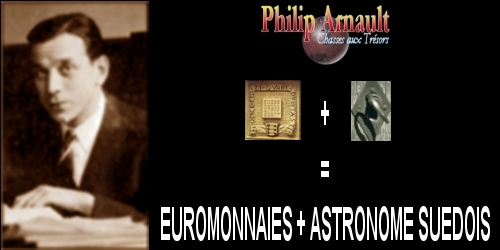 Philip Arnault
Chasses aux Trésors
+
=
EUROMONNAIES + ASTRONOME SUEDOIS